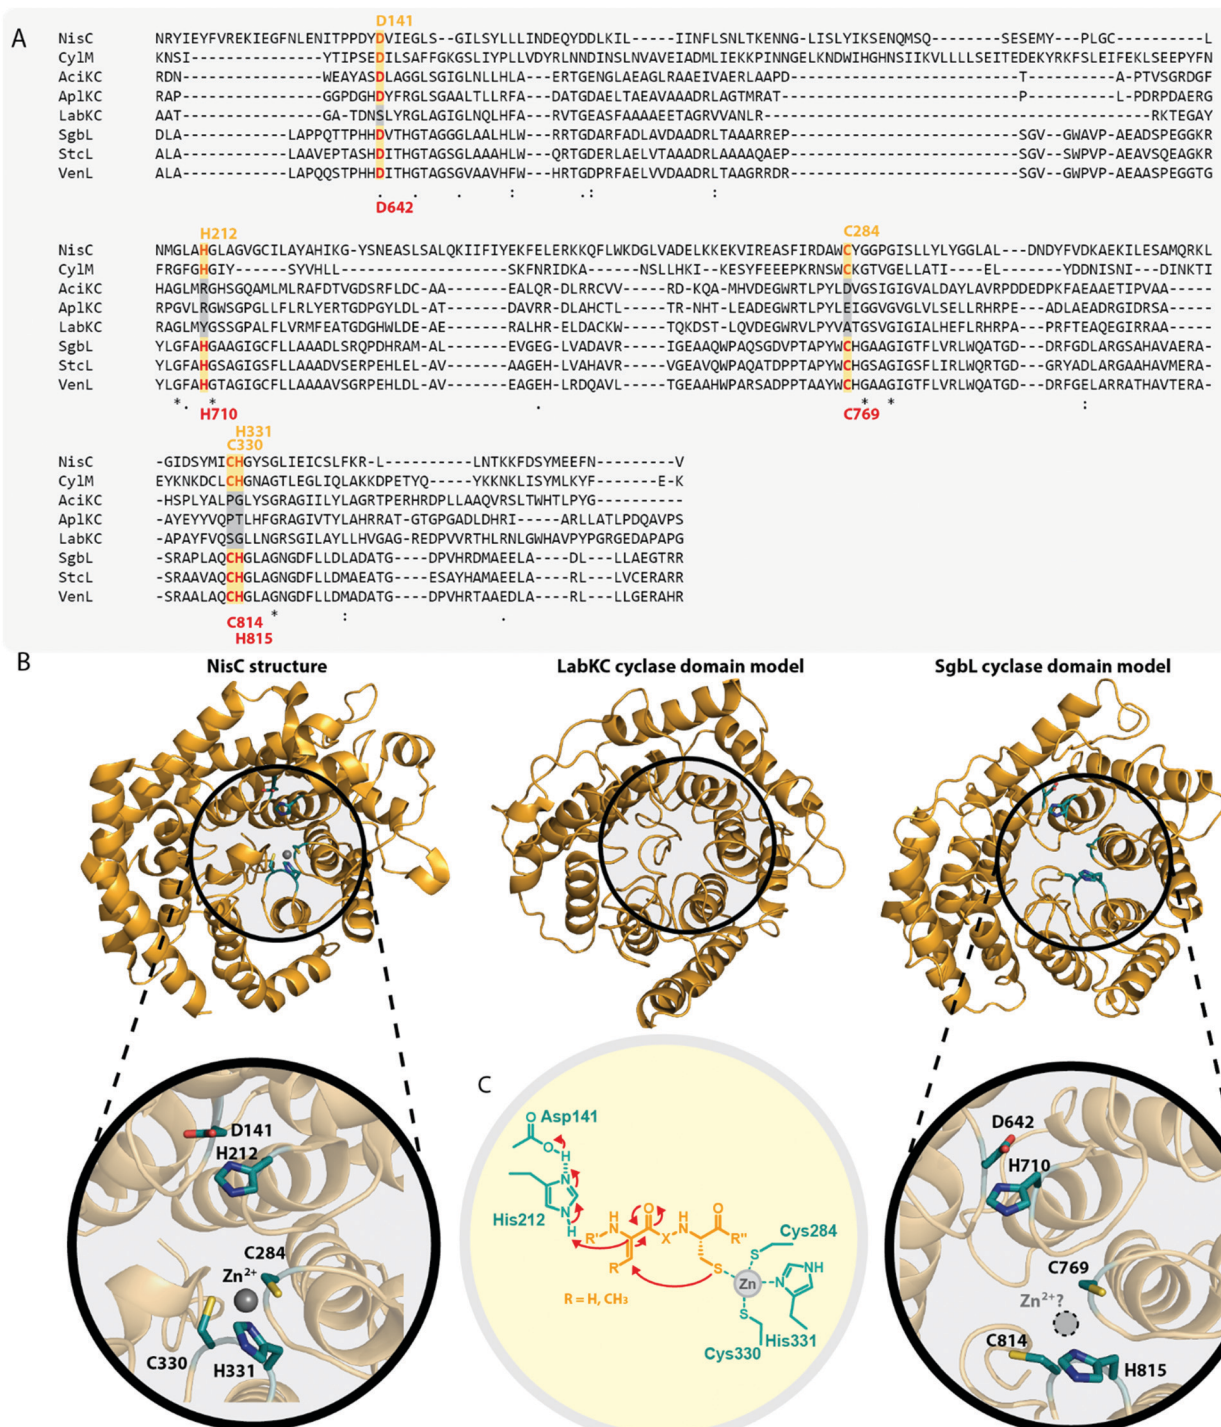 A
D141
NisC NRYIEYFVREKIEGFNLENITPPDYDVIEGLS--GILSYLLLINDEQYDDLKIL-----IINFLSNLTKENNG-LISLYIKSENQMSQ------SESEMY---PLGC----------L
CylM KNSI---------------YTIPSEDILSAFFGKGSLIYPLLVDYRLNNDINSLNVAVEIADMLIEKKPINNGELKNDWIHGHNSIIKVLLLLSEITEDEKYRKFSLEIFEKLSEEPYFN
AciKC RDN----------------WEAYASDLAGGLSGIGLNLLHLA---ERTGENGLAEAGLRAAEIVAERLAAPD--------------------------T----------A-PTVSGRDGF
AplKC RAP----------------GGPDGHDYFRGLSGAALTLLRFA---DATGDAELTAEAVAAADRLAGTMRAT---------------------------P----------L-PDRPDAERG
LabKC AAT----------------GA-TDNSLYRGLAGIGLNQLHFA---RVTGEASFAAAAEETAGRVVANLR-----------------------------------------RKTEGAY
SgbL DLA------------LAPPQTTPHHDVTHGTAGGGLAALHLW---RRTGDARFADLAVDAADRLTAAARREP--------------------------SGV--GWAVP-AEADSPEGGKR
StcL ALA------------LAAVEPTASHDITHGTAGSGLAAAHLW---QRTGDERLAELVTAAADRLAAAAQAEP--------------------------SGV--SWPVP-AEAVSQEAGKR
VenL ALA------------LAPQQSTPHHDITHGTAGSGVAAVHFW---HRTGDPRFAELVVDAADRLTAAGRRDR--------------------------SGV--GWPVP-AEAASPEGGTG
. . . : .: :
D642
H212
C284
NisC NMGLAHGLAGVGCILAYAHIKG-YSNEASLSALQKIIFIYEKFELERKKQFLWKDGLVADELKKEKVIREASFIRDAWCYGGPGISLLYLYGGLAL---DNDYFVDKAEKILESAMQRKL
CylM FRGFGHGIY-----SYVHLL-------------------SKFNRIDKA----NSLLHKI--KESYFEEEPKRNSWCKGTVGELLATI----EL-----YDDNISNI---DINKTI
AciKC HAGLMRGHSGQAMLMLRAFDTVGDSRFLDC-AA-------EALQR-DLRRCVV---RD-KQA-MHVDEGWRTLPYLDVGSIGIGVALDAYLAVRPDDEDPKFAEAAETIPVAA----
AplKC RPGVLRGWSGPGLLFLRLYERTGDPGYLDL-AT-------DAVRR-DLAHCTL-----TR-NHT-LEADEGWRTLPYLEIGGVGVGLVLSELLRHRPE---ADLAEADRGIDRSA-----
LabKC RAGLMYGSSGPALFLVRMFEATGDGHWLDE-AE-------RALHR-ELDACKW-----TQKDST-LQVDEGWRVLPYVATGSVGIGIALHEFLRHRPA---PRFTEAQEGIRRAA-----
SgbL YLGFAHGAAGIGCFLLAAADLSRQPDHRAM-AL-------EVGEG-LVADAVR----IGEAAQWPAQSGDVPTAPYWCHGAAGIGTFLVRLWQATGD---DRFGELARGSAHAVERA-
StcL YLGFAHGSAGIGSFLLAAADVSERPEHLEL-AV-------AAGEH-LVAHAVR----VGEAVQWPAQATDPPTAPYWCHGSAGIGSFLIRLWQRTGD---GRYADLARGAAHAVMERA-
VenL YLGFAHGTAGIGCFLLAAAAVSGRPEHLDL-AV-------AAGEH-LRDQAVL----TGEAAHWPARSADPPTAAYWCHGAAGIGTFLVRLWQATGD---DRFGELARRATHAVTERA-
*. * . * * :
H710
C769
H331
C330
NisC -GIDSYMICHGYSGLIEICSLFKR-L----------LNTKKFDSYMEEFN---------V
CylM EYKNKDCLCHGNAGTLEGLIQLAKKDPETYQ-----YKKNKLISYMLKYF-------E-K
AciKC -HSPLYALPGLYSGRAGIILYLAGRTPERHRDPLLAAQVRSLTWHTLPYG----------
AplKC -AYEYYVQPTLHFGRAGIVTYLAHRRAT-GTGPGADLDHRI-----ARLLATLPDQAVPS
LabKC -APAYFVQSGLLNGRSGILAYLLHVGAG-REDPVVRTHLRNLGWHAVPYPGRGEDAPAPG
SgbL -SRAPLAQCHGLAGNGDFLLDLADATG----DPVHRDMAEELA----DL---LLAEGTRR
StcL -SRAAVAQCHGLAGNGDFLLDMAEATG----ESAYHAMAEELA----RL---LVCERARR
VenL -SRAALAQCHGLAGNGDFLLDMADATG----DPVHRTAAEDLA----RL---LLGERAHR
* : .
C814
H815
B
NisC structure
LabKC cyclase domain model
SgbL cyclase domain model
D141
H212
C284
Zn²⁺
C330
H331
C
Asp141
O
O
H
N
N
H
His212
R'
H
N
O
X
H
N
O
R"
R
S
S
S
Zn
N
NH
Cys284
His331
Cys330
R = H, CH₃
D642
H710
C769
Zn²⁺?
C814
H815